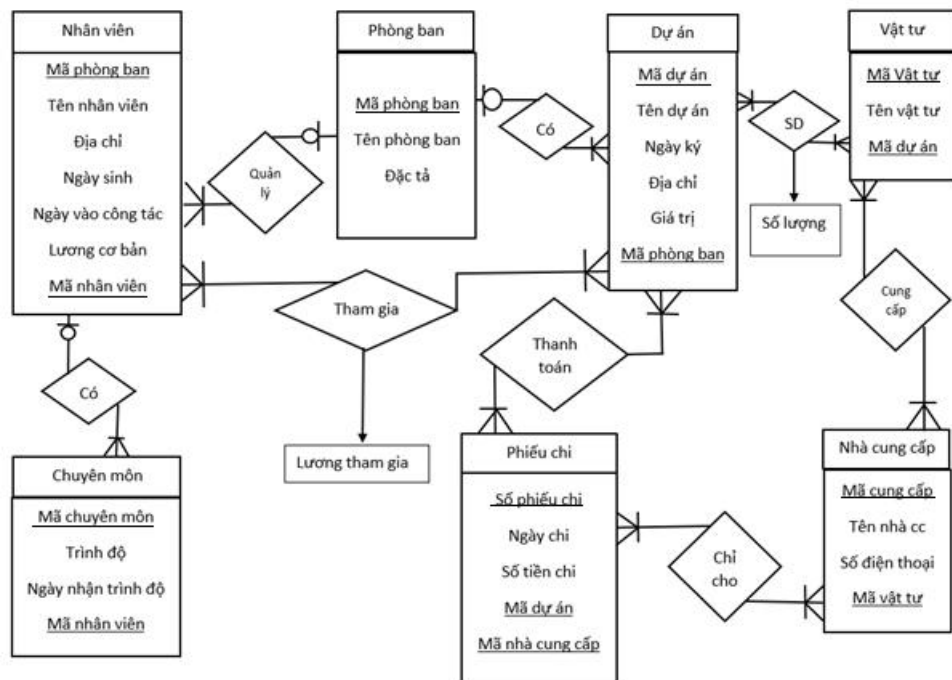 Nhân viên
Mã phòng ban
Tên nhân viên
Địa chỉ
Ngày sinh
Ngày vào công tác
Lương cơ bản
Mã nhân viên
Quản
lý
Phòng ban
Mã phòng ban
Tên phòng ban
Đặc tả
Có
Dự án
Mã dự án
Tên dự án
Ngày ký
Địa chỉ
Giá trị
Mã phòng ban
SD
Số lượng
Vật tư
Mã Vật tư
Tên vật tư
Mã dự án
Cung
cấp
Tham gia
Lương tham gia
Thanh
toán
Có
Chuyên môn
Mã chuyên môn
Trình độ
Ngày nhận trình độ
Mã nhân viên
Phiếu chi
Số phiếu chi
Ngày chi
Số tiền chi
Mã dự án
Mã nhà cung cấp
Chỉ
cho
Nhà cung cấp
Mã cung cấp
Tên nhà cc
Số điện thoại
Mã vật tư